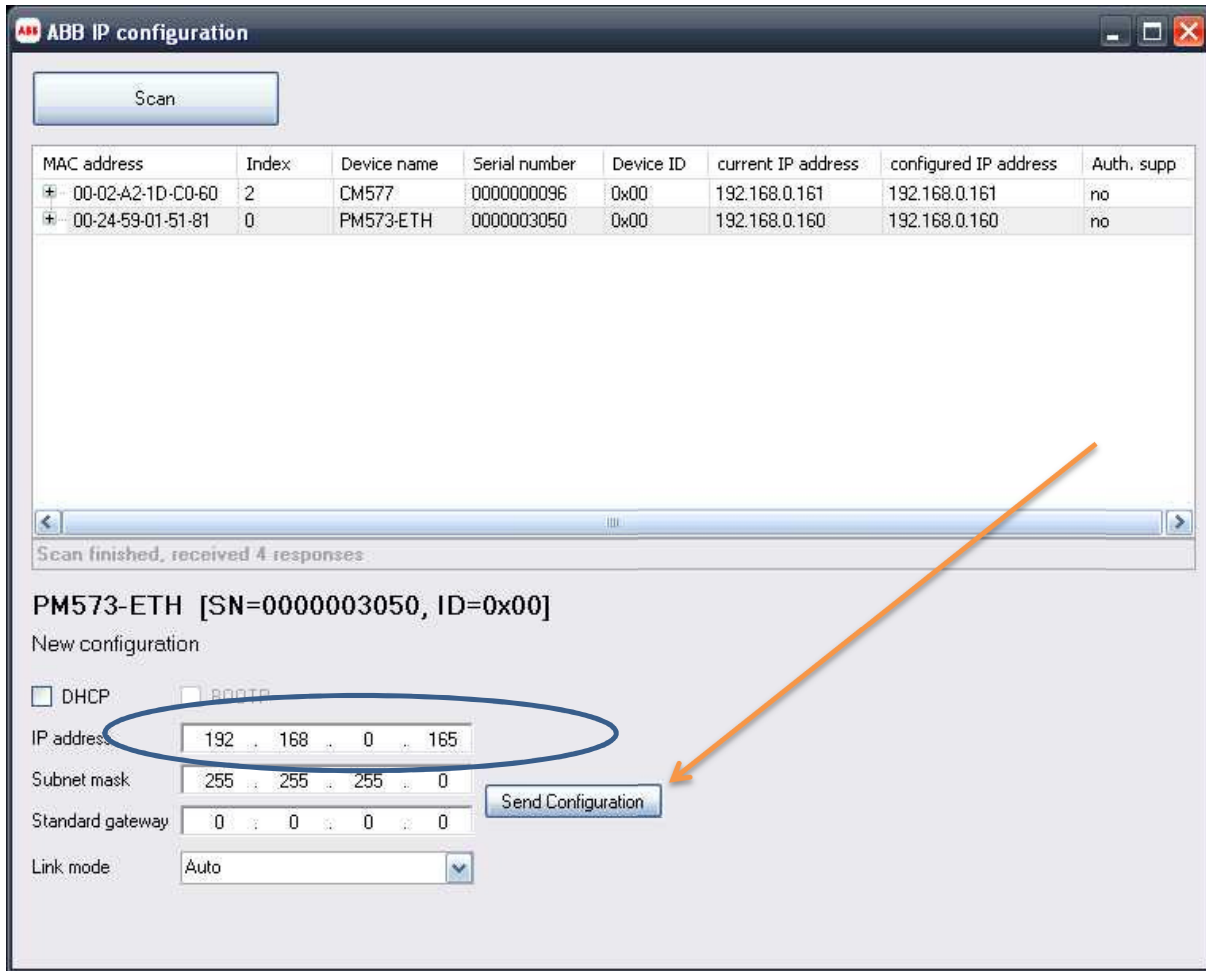 ABB ABB IP configuration
Scan
MAC address Index Device name Serial number Device ID current IP address configured IP address Auth. supp
00-02-A2-1D-C0-60 2 CM577 0000000096 0x00 192.168.0.161 192.168.0.161 no
00-24-59-01-51-81 0 PM573-ETH 0000003050 0x00 192.168.0.160 192.168.0.160 no
Scan finished, received 4 responses
PM573-ETH [SN=0000003050, ID=0x00]
New configuration
DHCP BOOTP
IP address 192 . 168 . 0 . 165
Subnet mask 255 . 255 . 255 . 0
Send Configuration
Standard gateway 0 . 0 . 0 . 0
Link mode Auto